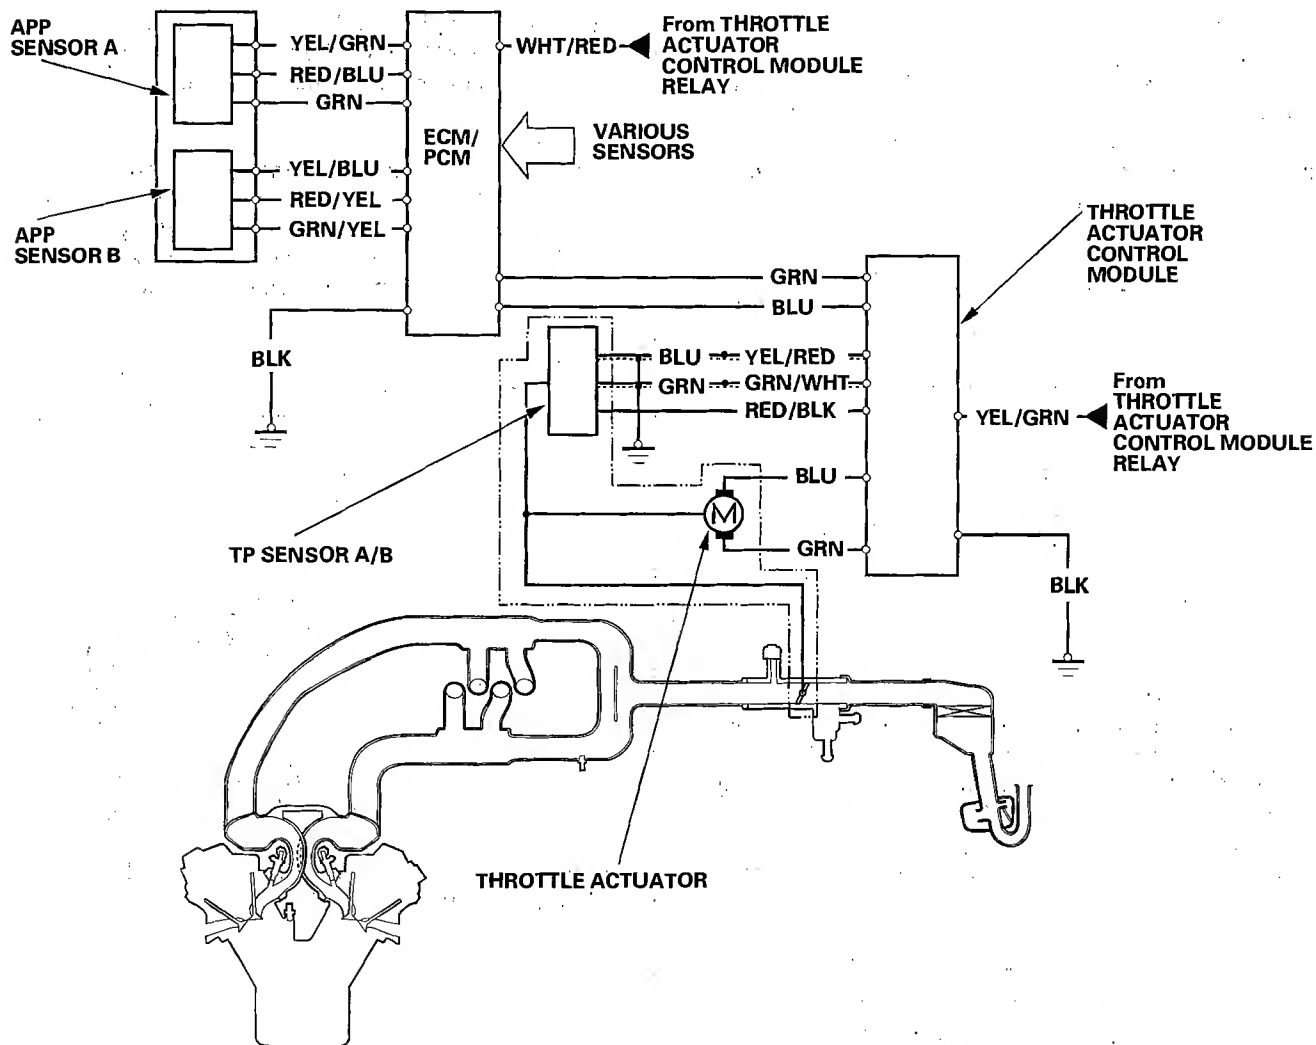 APP
SENSOR A
YEL/GRN
RED/BLU
GRN
ECM/
PCM
WHT/RED
From THROTTLE
ACTUATOR
CONTROL MODULE
RELAY
VARIOUS
SENSORS
APP
SENSOR B
YEL/BLU
RED/YEL
GRN/YEL
BLK
GRN
BLU
THROTTLE
ACTUATOR
CONTROL
MODULE
BLU
YEL/RED
GRN
GRN/WHT
RED/BLK
YEL/GRN
From
THROTTLE
ACTUATOR
CONTROL MODULE
RELAY
BLU
M
GRN
TP SENSOR A/B
BLK
THROTTLE ACTUATOR